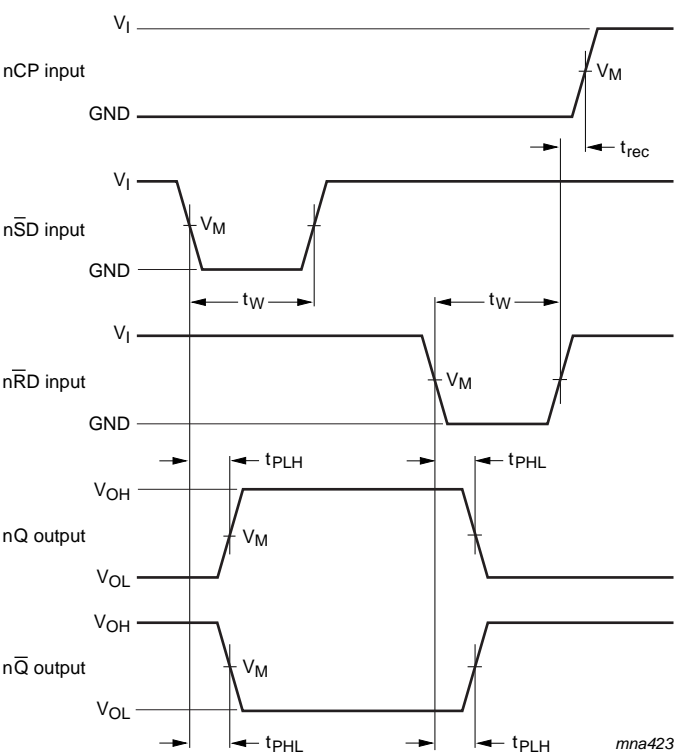 V_I
nCP input
V_M
GND
t_rec
V_I
nS̅D input
V_M
GND
t_W
t_W
V_I
nR̅D input
V_M
GND
t_PLH
t_PHL
V_OH
nQ output
V_M
V_OL
V_OH
nQ̅ output
V_M
V_OL
t_PHL
t_PLH
mna423